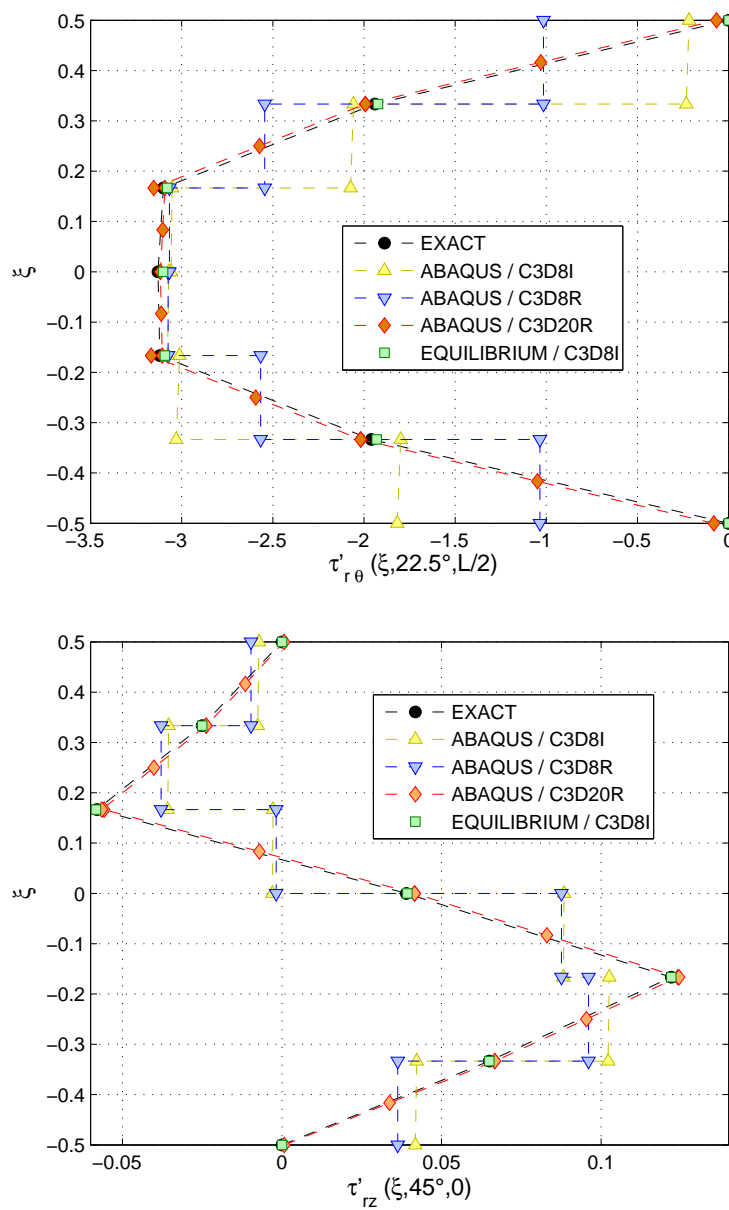 0.5
0.4
0.3
0.2
0.1
0
−0.1
−0.2
−0.3
−0.4
−0.5
ξ
EXACT
ABAQUS / C3D8I
ABAQUS / C3D8R
ABAQUS / C3D20R
EQUILIBRIUM / C3D8I
−3.5 −3 −2.5 −2 −1.5 −1 −0.5 0
τ'rθ (ξ,22.5°,L/2)
0.5
0.4
0.3
0.2
0.1
0
−0.1
−0.2
−0.3
−0.4
−0.5
ξ
EXACT
ABAQUS / C3D8I
ABAQUS / C3D8R
ABAQUS / C3D20R
EQUILIBRIUM / C3D8I
−0.05 0 0.05 0.1
τ'rz (ξ,45°,0)